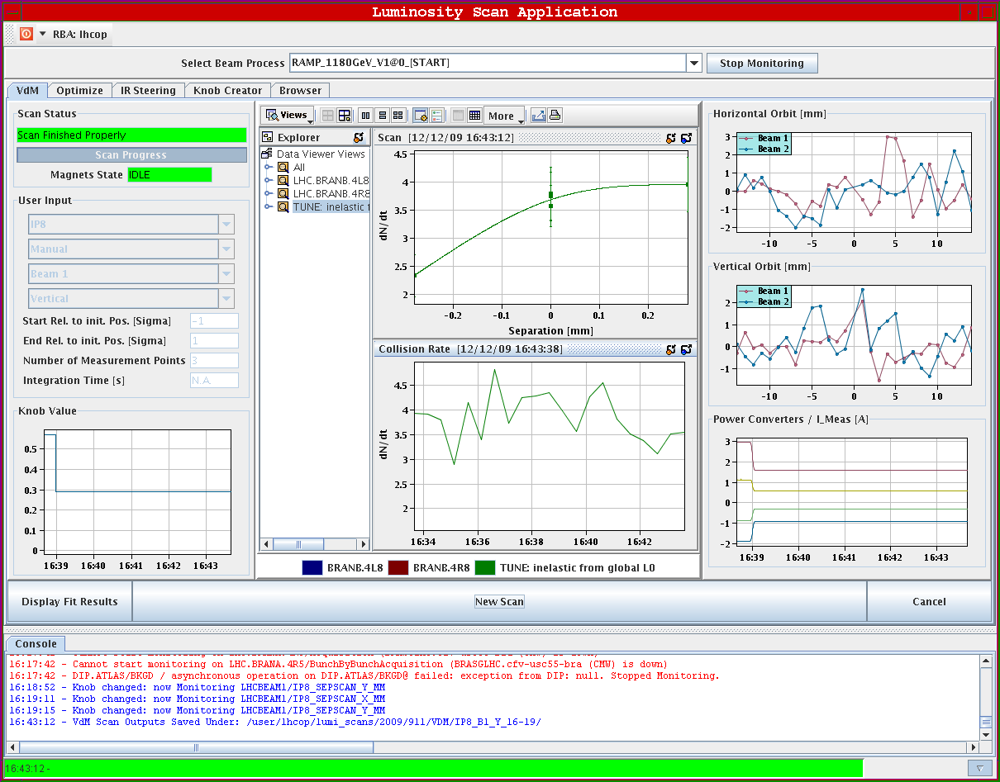 Luminosity Scan Application
RBA: lhcop
Select Beam Process RAMP_1180GeV_V1@0_[START] Stop Monitoring
VdM Optimize IR Steering Knob Creator Browser
Scan Status
Scan Finished Properly
Scan Progress
Magnets State IDLE
User Input
IP8
Manual
Beam 1
Vertical
Start Rel. to init. Pos. [Sigma] -1
End Rel. to init. Pos. [Sigma] 1
Number of Measurement Points 3
Integration Time [s] N.A.
Knob Value
0.5
0.4
0.3
0.2
0.1
0
16:39 16:40 16:41 16:42 16:43
Views More
Explorer
Data Viewer Views
All
LHC.BRANB.4L8
LHC.BRANB.4R8
TUNE: inelastic
Scan [12/12/09 16:43:12]
4.5
4
3.5
3
2.5
2
dN/dt
-0.2 -0.1 0 0.1 0.2
Separation [mm]
Collision Rate [12/12/09 16:43:38]
4.5
4
3.5
3
2.5
2
dN/dt
16:34 16:36 16:38 16:40 16:42
BRANB.4L8 BRANB.4R8 TUNE: inelastic from global L0
Horizontal Orbit [mm]
Beam 1
Beam 2
3
2
1
0
-1
-2
-10 -5 0 5 10
Vertical Orbit [mm]
Beam 1
Beam 2
2
1
0
-1
-10 -5 0 5 10
Power Converters / I_Meas [A]
3
2
1
0
-1
-2
16:39 16:40 16:41 16:42 16:43
Display Fit Results New Scan Cancel
Console
16:17:42 - Cannot start monitoring on LHC.BRANA.4R5/BunchByBunchAcquisition (BRASGLHC.cfv-usc55-bra (CMW) is down)
16:17:42 - DIP.ATLAS/BKGD / asynchronous operation on DIP.ATLAS/BKGD@ failed: exception from DIP: null. Stopped Monitoring.
16:18:52 - Knob changed: now Monitoring LHCBEAM1/IP8_SEPSCAN_Y_MM
16:19:11 - Knob changed: now Monitoring LHCBEAM1/IP8_SEPSCAN_X_MM
16:19:15 - Knob changed: now Monitoring LHCBEAM1/IP8_SEPSCAN_Y_MM
16:43:12 - VdM Scan Outputs Saved Under: /user/lhcop/lumi_scans/2009/911/VDM/IP8_B1_Y_16-19/
16:43:12 -